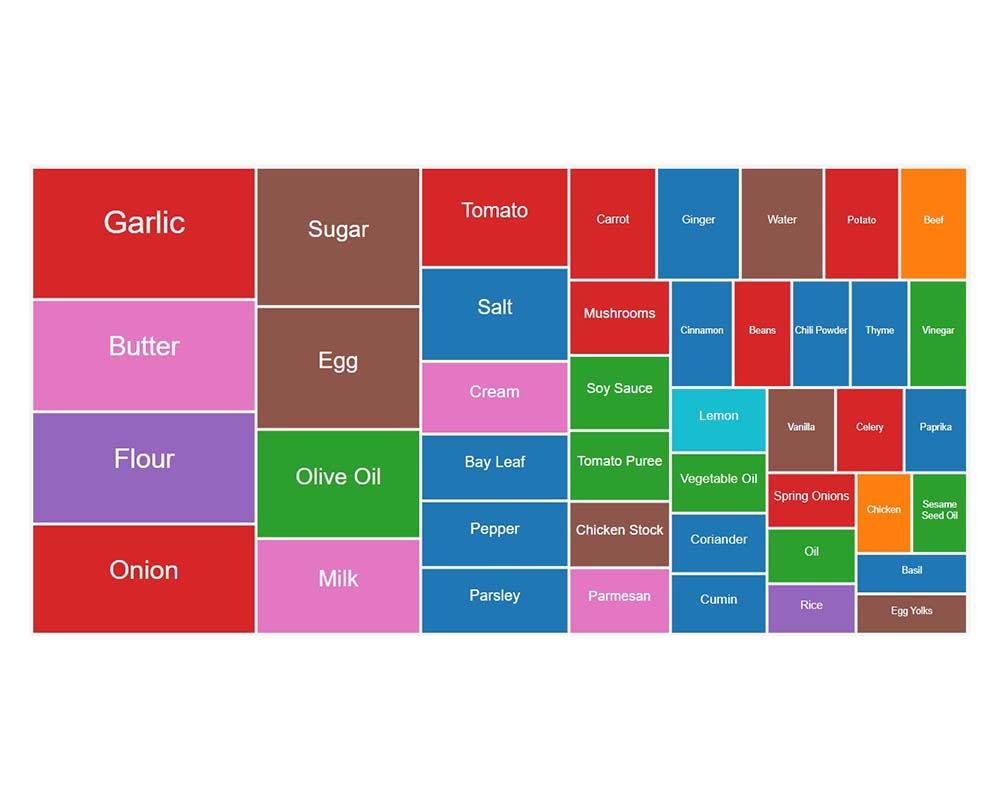 Garlic
Butter
Flour
Onion
Sugar
Egg
Olive Oil
Milk
Tomato
Salt
Cream
Bay Leaf
Pepper
Parsley
Carrot
Ginger
Water
Potato
Beef
Mushrooms
Soy Sauce
Tomato Puree
Chicken Stock
Parmesan
Cinnamon
Beans
Chili Powder
Thyme
Vinegar
Lemon
Vegetable Oil
Coriander
Cumin
Vanilla
Celery
Paprika
Spring Onions
Oil
Rice
Chicken
Sesame
Seed Oil
Basil
Egg Yolks